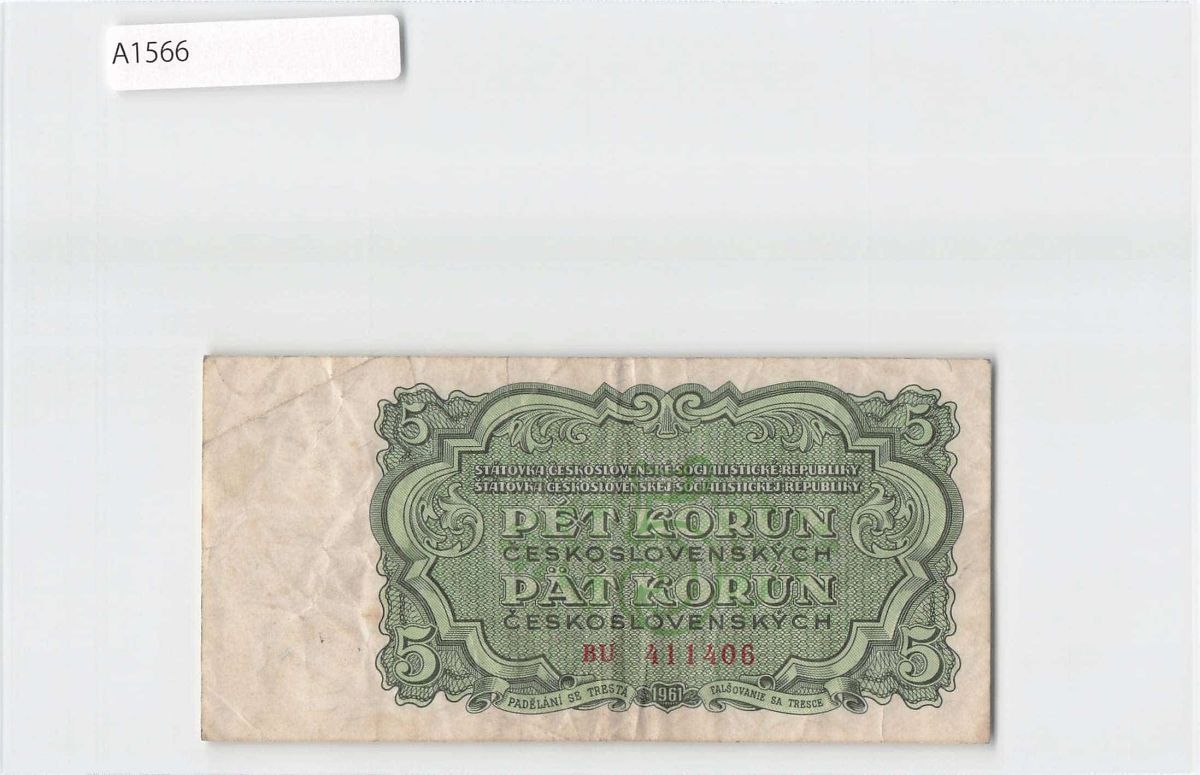 A1566
5 5
STÁTOVKA ČESKOSLOVENSKÉ SOCIALISTICKÉ REPUBLIKY
ŠTÁTOVKA ČESKOSLOVENSKEJ SOCIALISTICKEJ REPUBLIKY
PĚT KORUN
ČESKOSLOVENSKÝCH
PÄŤ KORÚN
ČESKOSLOVENSKÝCH
BU 411406
5 5
PADĚLÁNÍ SE TRESTÁ 1961 FALŠOVANIE SA TRESCE